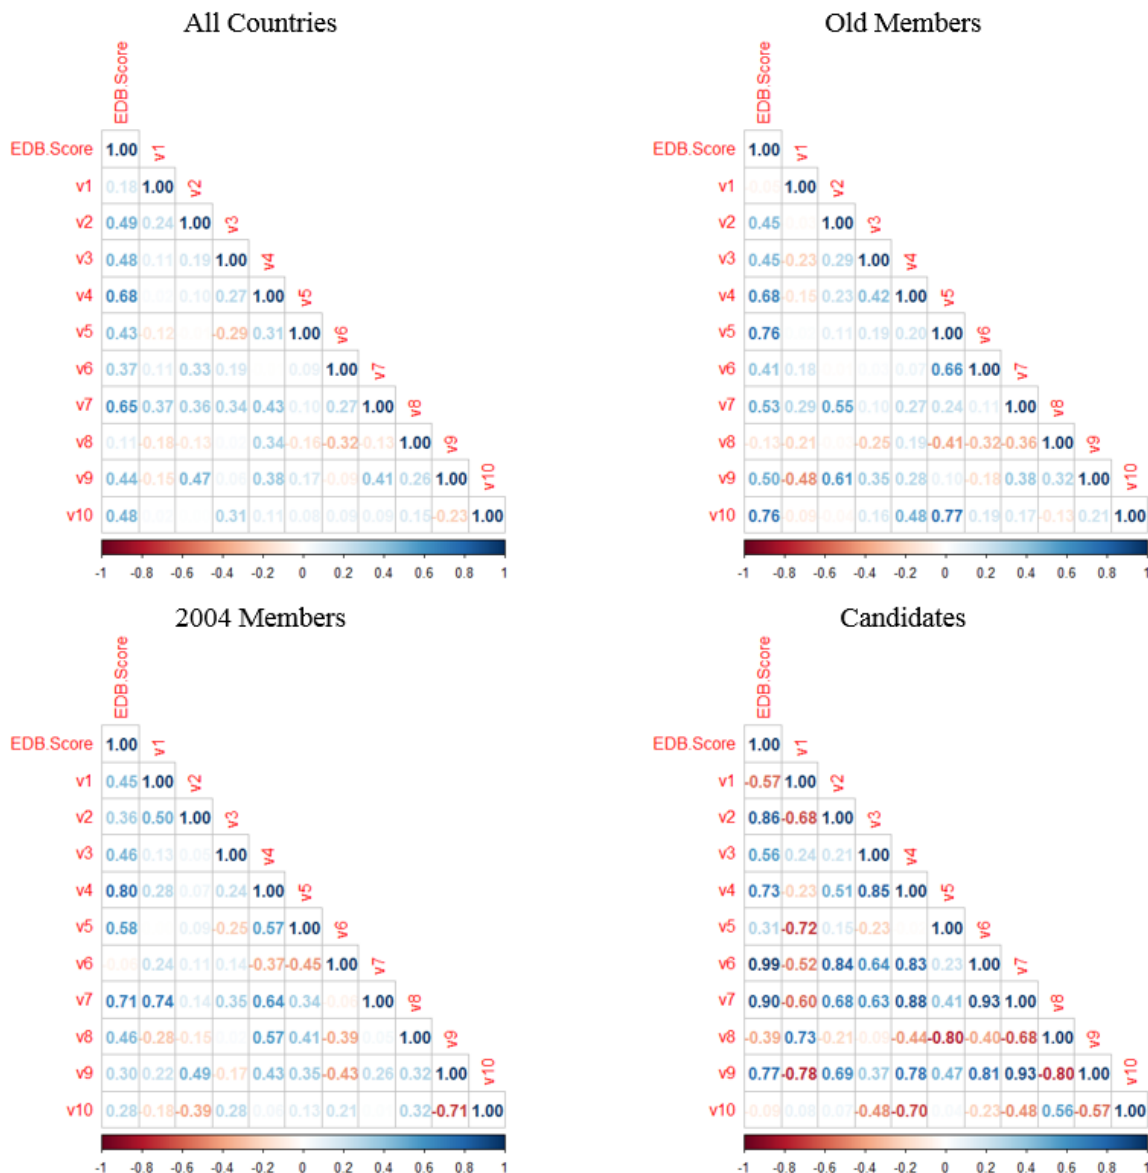 All Countries
EDB.Score
EDB.Score 1.00 v1
v1 0.18 1.00 v2
v2 0.49 0.24 1.00 v3
v3 0.48 0.11 0.19 1.00 v4
v4 0.68 0.10 0.27 1.00 v5
v5 0.43 -0.12 -0.29 0.31 1.00 v6
v6 0.37 0.11 0.33 0.19 0.09 1.00 v7
v7 0.65 0.37 0.36 0.34 0.43 0.10 0.27 1.00 v8
v8 0.11 -0.18 -0.13 0.34 -0.16 -0.32 -0.13 1.00 v9
v9 0.44 -0.15 0.47 0.38 0.17 -0.09 0.41 0.26 1.00 v10
v10 0.48 0.31 0.11 0.08 0.09 0.09 0.15 -0.23 1.00
-1 -0.8 -0.6 -0.4 -0.2 0 0.2 0.4 0.6 0.8 1
Old Members
EDB.Score
EDB.Score 1.00 v1
v1 1.00 v2
v2 0.45 1.00 v3
v3 0.45 -0.23 0.29 1.00 v4
v4 0.68 -0.15 0.23 0.42 1.00 v5
v5 0.76 0.11 0.19 0.20 1.00 v6
v6 0.41 0.18 0.07 0.66 1.00 v7
v7 0.53 0.29 0.55 0.10 0.27 0.24 0.11 1.00 v8
v8 -0.13 -0.21 -0.25 0.19 -0.41 -0.32 -0.36 1.00 v9
v9 0.50 -0.48 0.61 0.35 0.28 0.10 -0.18 0.38 0.32 1.00 v10
v10 0.76 -0.09 -0.04 0.16 0.48 0.77 0.19 0.17 -0.13 0.21 1.00
-1 -0.8 -0.6 -0.4 -0.2 0 0.2 0.4 0.6 0.8 1
2004 Members
EDB.Score
EDB.Score 1.00 v1
v1 0.45 1.00 v2
v2 0.36 0.50 1.00 v3
v3 0.46 0.13 0.05 1.00 v4
v4 0.80 0.28 0.07 0.24 1.00 v5
v5 0.58 0.09 -0.25 0.57 1.00 v6
v6 -0.06 0.24 0.11 0.14 -0.37 -0.45 1.00 v7
v7 0.71 0.74 0.14 0.35 0.64 0.34 1.00 v8
v8 0.46 -0.28 -0.15 0.57 0.41 -0.39 0.05 1.00 v9
v9 0.30 0.22 0.49 -0.17 0.43 0.35 -0.43 0.26 0.32 1.00 v10
v10 0.28 -0.18 -0.39 0.28 0.06 0.13 0.21 0.32 -0.71 1.00
-1 -0.8 -0.6 -0.4 -0.2 0 0.2 0.4 0.6 0.8 1
Candidates
EDB.Score
EDB.Score 1.00 v1
v1 -0.57 1.00 v2
v2 0.86 -0.68 1.00 v3
v3 0.56 0.24 0.21 1.00 v4
v4 0.73 -0.23 0.51 0.85 1.00 v5
v5 0.31 -0.72 0.15 -0.23 1.00 v6
v6 0.99 -0.52 0.84 0.64 0.83 0.23 1.00 v7
v7 0.90 -0.60 0.68 0.63 0.88 0.41 0.93 1.00 v8
v8 -0.39 0.73 -0.21 -0.09 -0.44 -0.80 -0.40 -0.68 1.00 v9
v9 0.77 -0.78 0.69 0.37 0.78 0.47 0.81 0.93 -0.80 1.00 v10
v10 -0.09 0.08 0.07 -0.48 -0.70 -0.23 -0.48 0.56 -0.57 1.00
-1 -0.8 -0.6 -0.4 -0.2 0 0.2 0.4 0.6 0.8 1